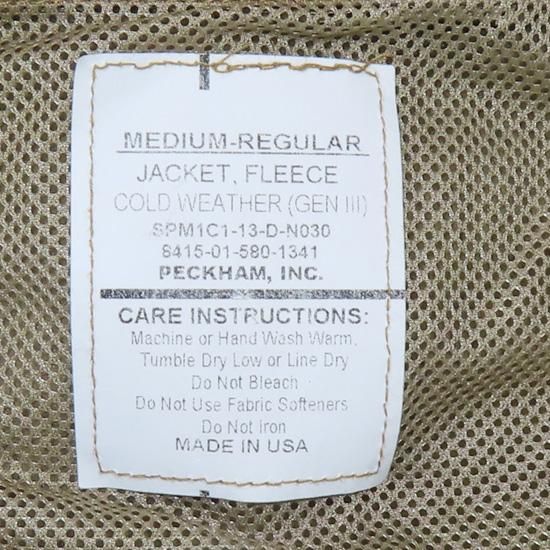 MEDIUM-REGULAR
JACKET, FLEECE
COLD WEATHER (GEN III)
SPM1C1-13-D-N030
8415-01-580-1341
PECKHAM, INC.
CARE INSTRUCTIONS:
Machine or Hand Wash Warm,
Tumble Dry Low or Line Dry
Do Not Bleach
Do Not Use Fabric Softeners
Do Not Iron
MADE IN USA